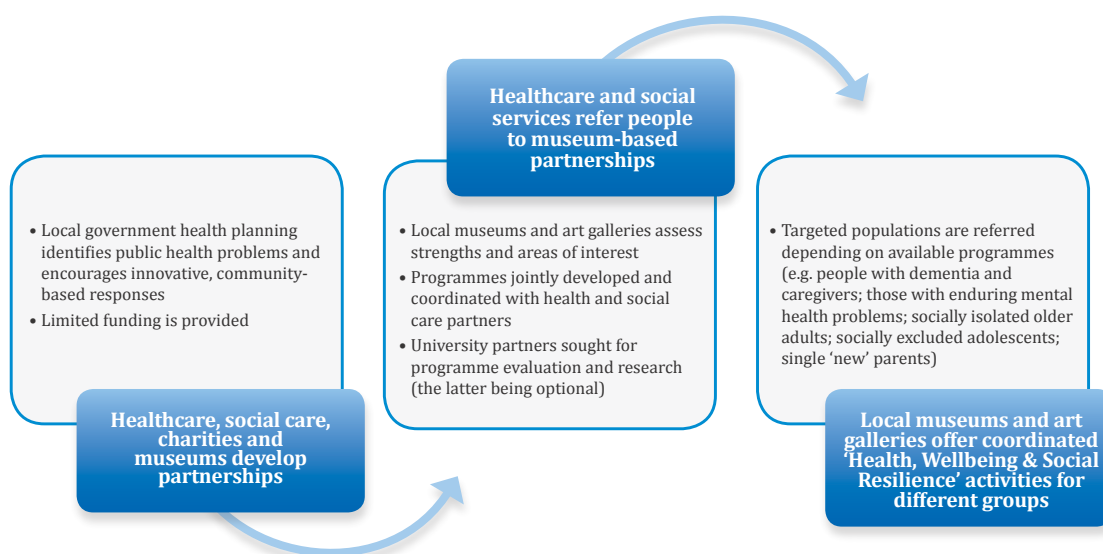 • Local government health planning
identifies public health problems and
encourages innovative, community-
based responses
• Limited funding is provided
Healthcare, social care,
charities and
museums develop
partnerships
Healthcare and social
services refer people
to museum-based
partnerships
• Local museums and art galleries assess
strengths and areas of interest
• Programmes jointly developed and
coordinated with health and social
care partners
• University partners sought for
programme evaluation and research
(the latter being optional)
• Targeted populations are referred
depending on available programmes
(e.g. people with dementia and
caregivers; those with enduring mental
health problems; socially isolated older
adults; socially excluded adolescents;
single ‘new’ parents)
Local museums and art
galleries offer coordinated
‘Health, Wellbeing & Social
Resilience’ activities for
different groups